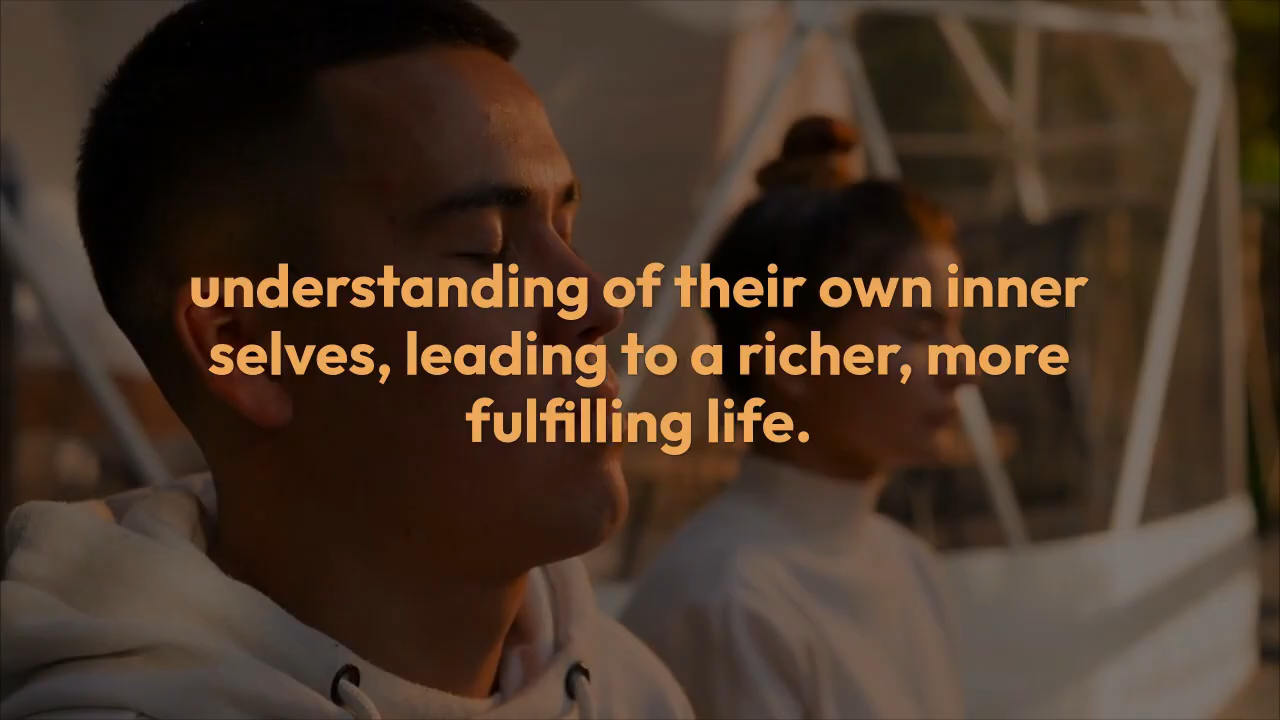 understanding of their own inner
selves, leading to a richer, more
fulfilling life.